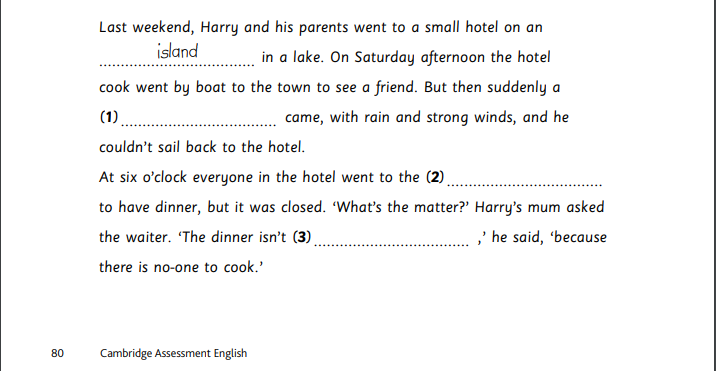 Last weekend, Harry and his parents went to a small hotel on an
island in a lake. On Saturday afternoon the hotel
cook went by boat to the town to see a friend. But then suddenly a
(1)................................... came, with rain and strong winds, and he
couldn't sail back to the hotel.
At six o'clock everyone in the hotel went to the (2)...................................
to have dinner, but it was closed. 'What's the matter?' Harry's mum asked
the waiter. 'The dinner isn't (3)................................... ,' he said, 'because
there is no-one to cook.'
80 Cambridge Assessment English